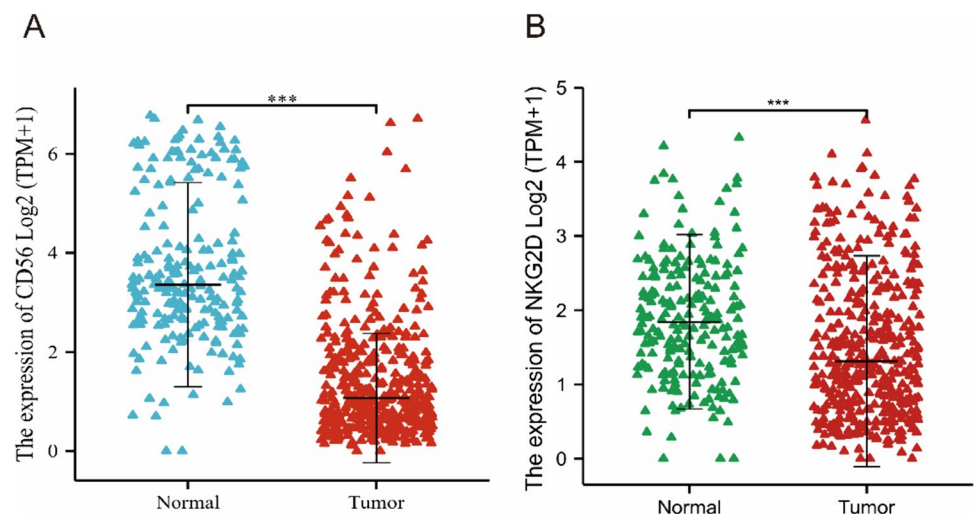 A
The expression of CD56 Log2 (TPM+1)
6
4
2
0
***
Normal
Tumor
B
The expression of NKG2D Log2 (TPM+1)
5
4
3
2
1
0
***
Normal
Tumor